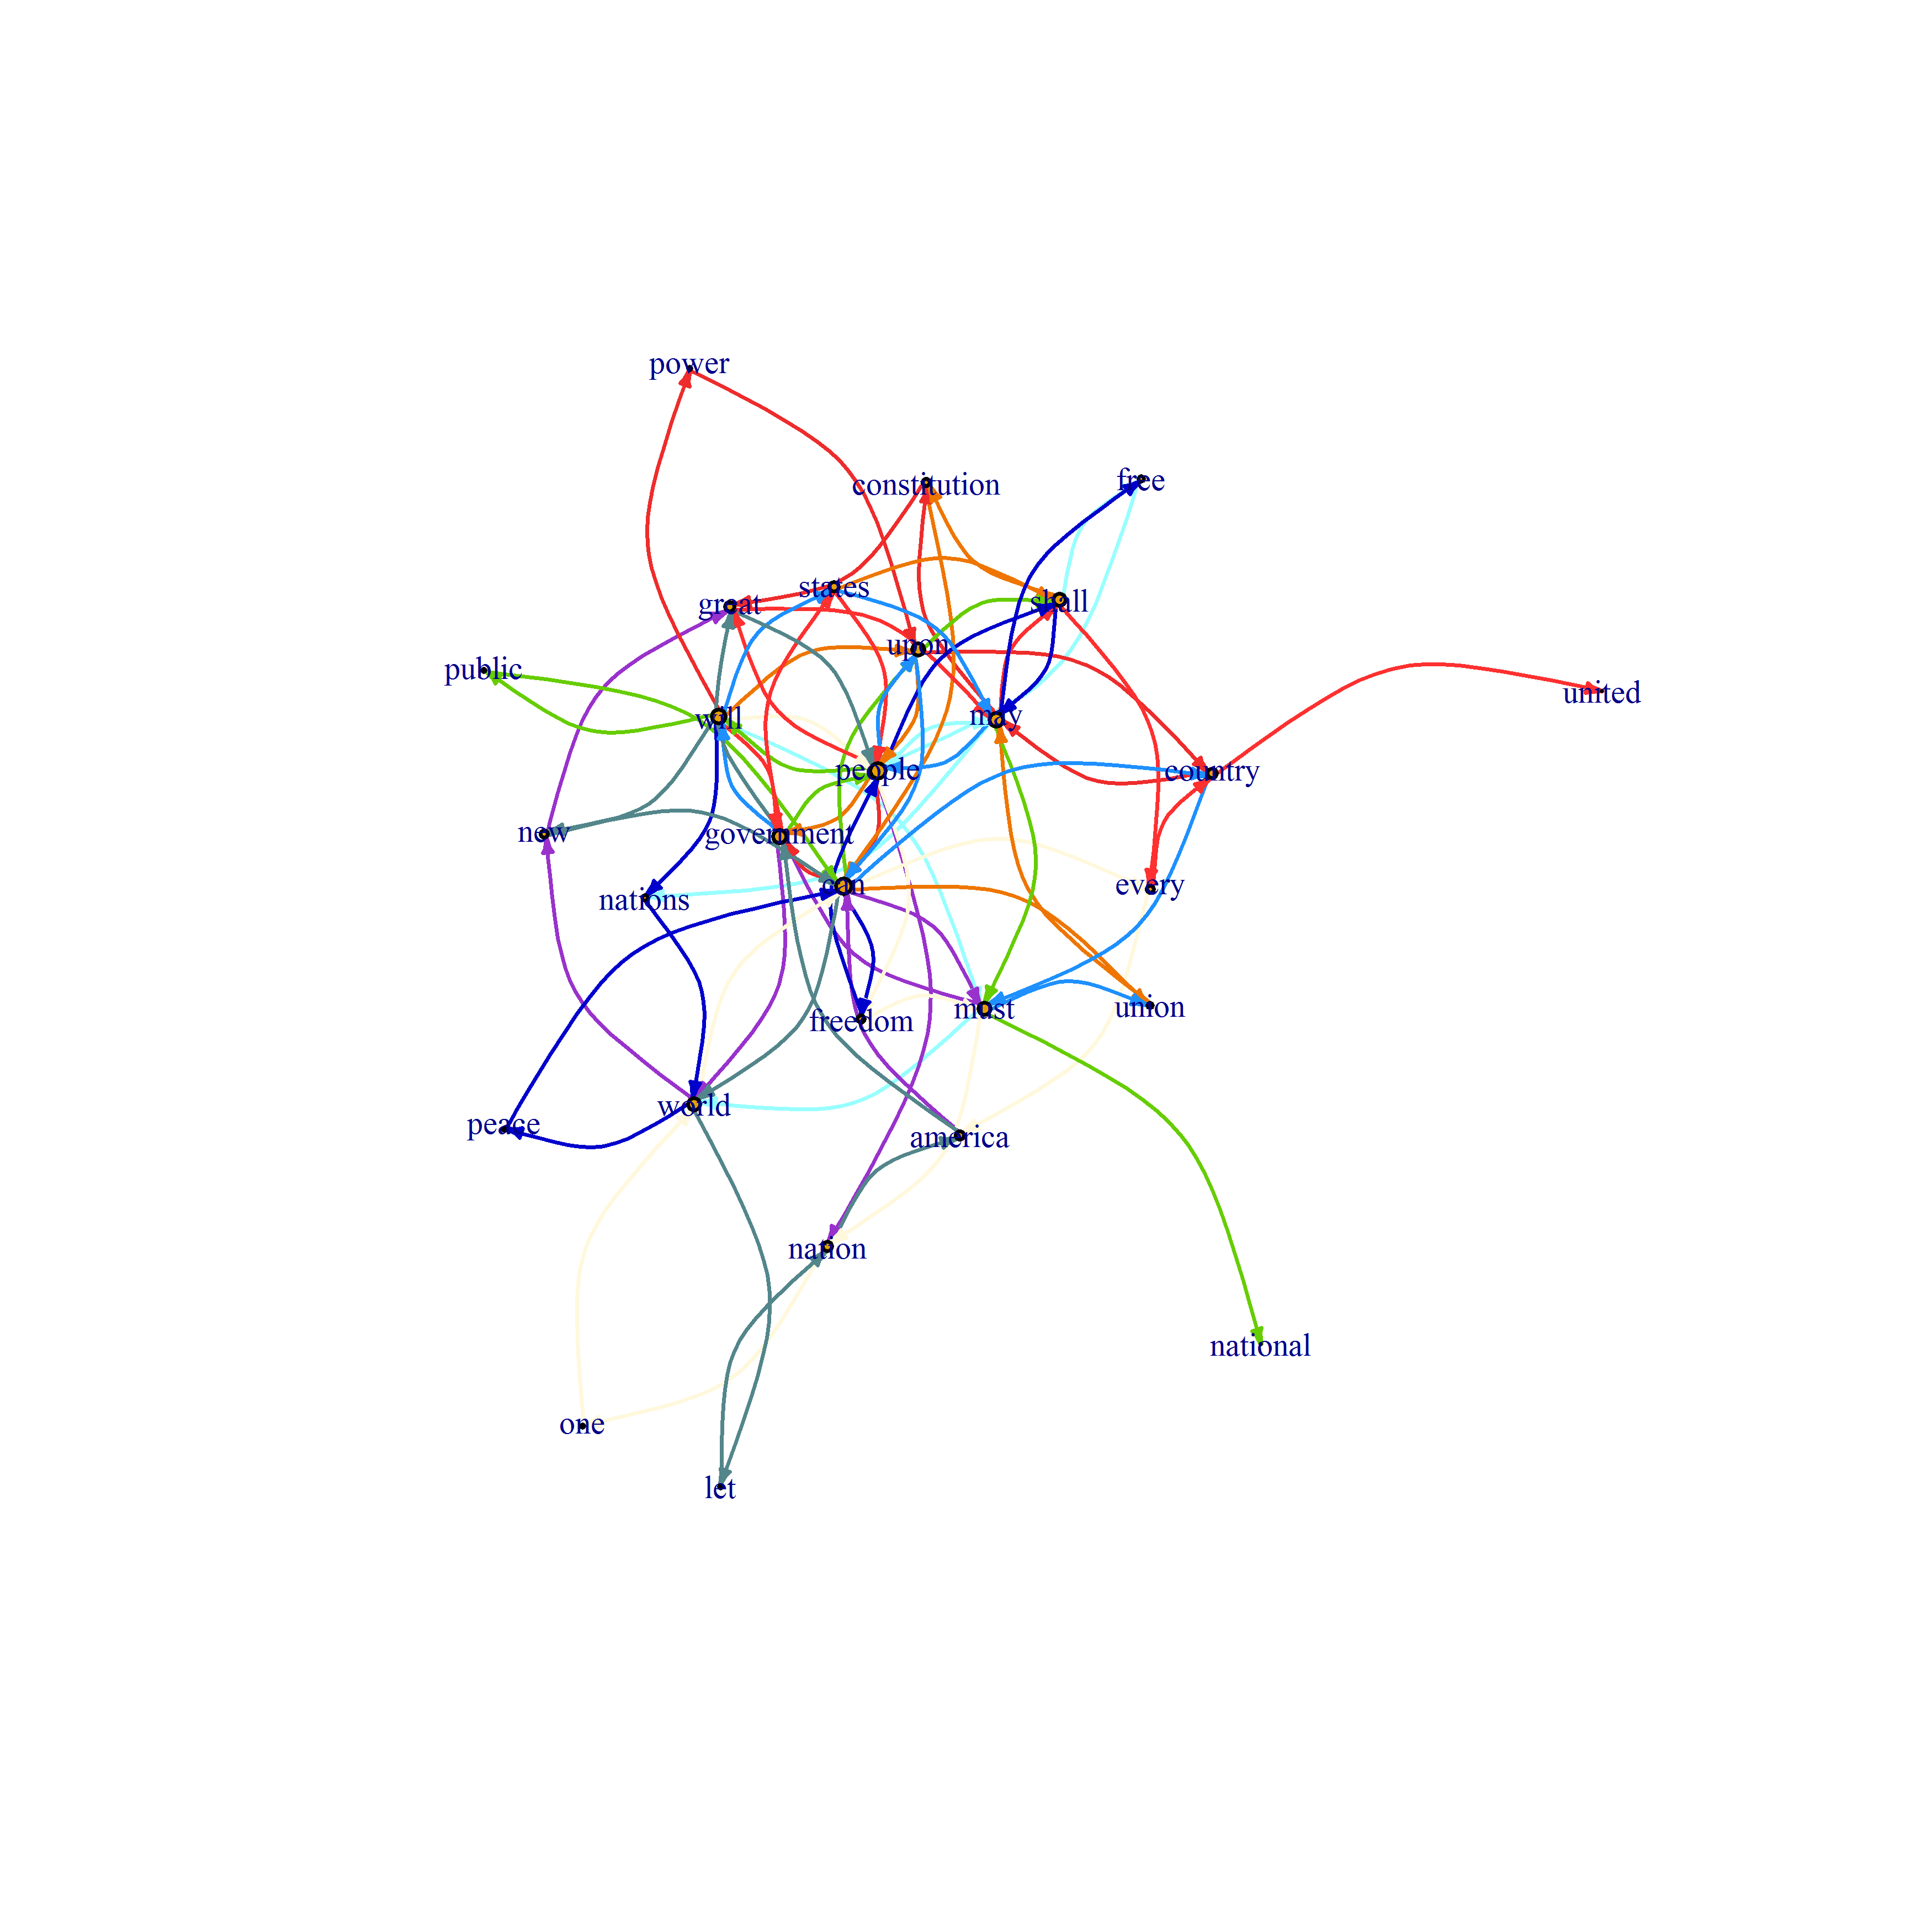 power
constitution
free
states
great
shall
upon
public
united
will
may
people
country
new
government
can
every
nations
must
union
freedom
world
peace
america
nation
national
one
let